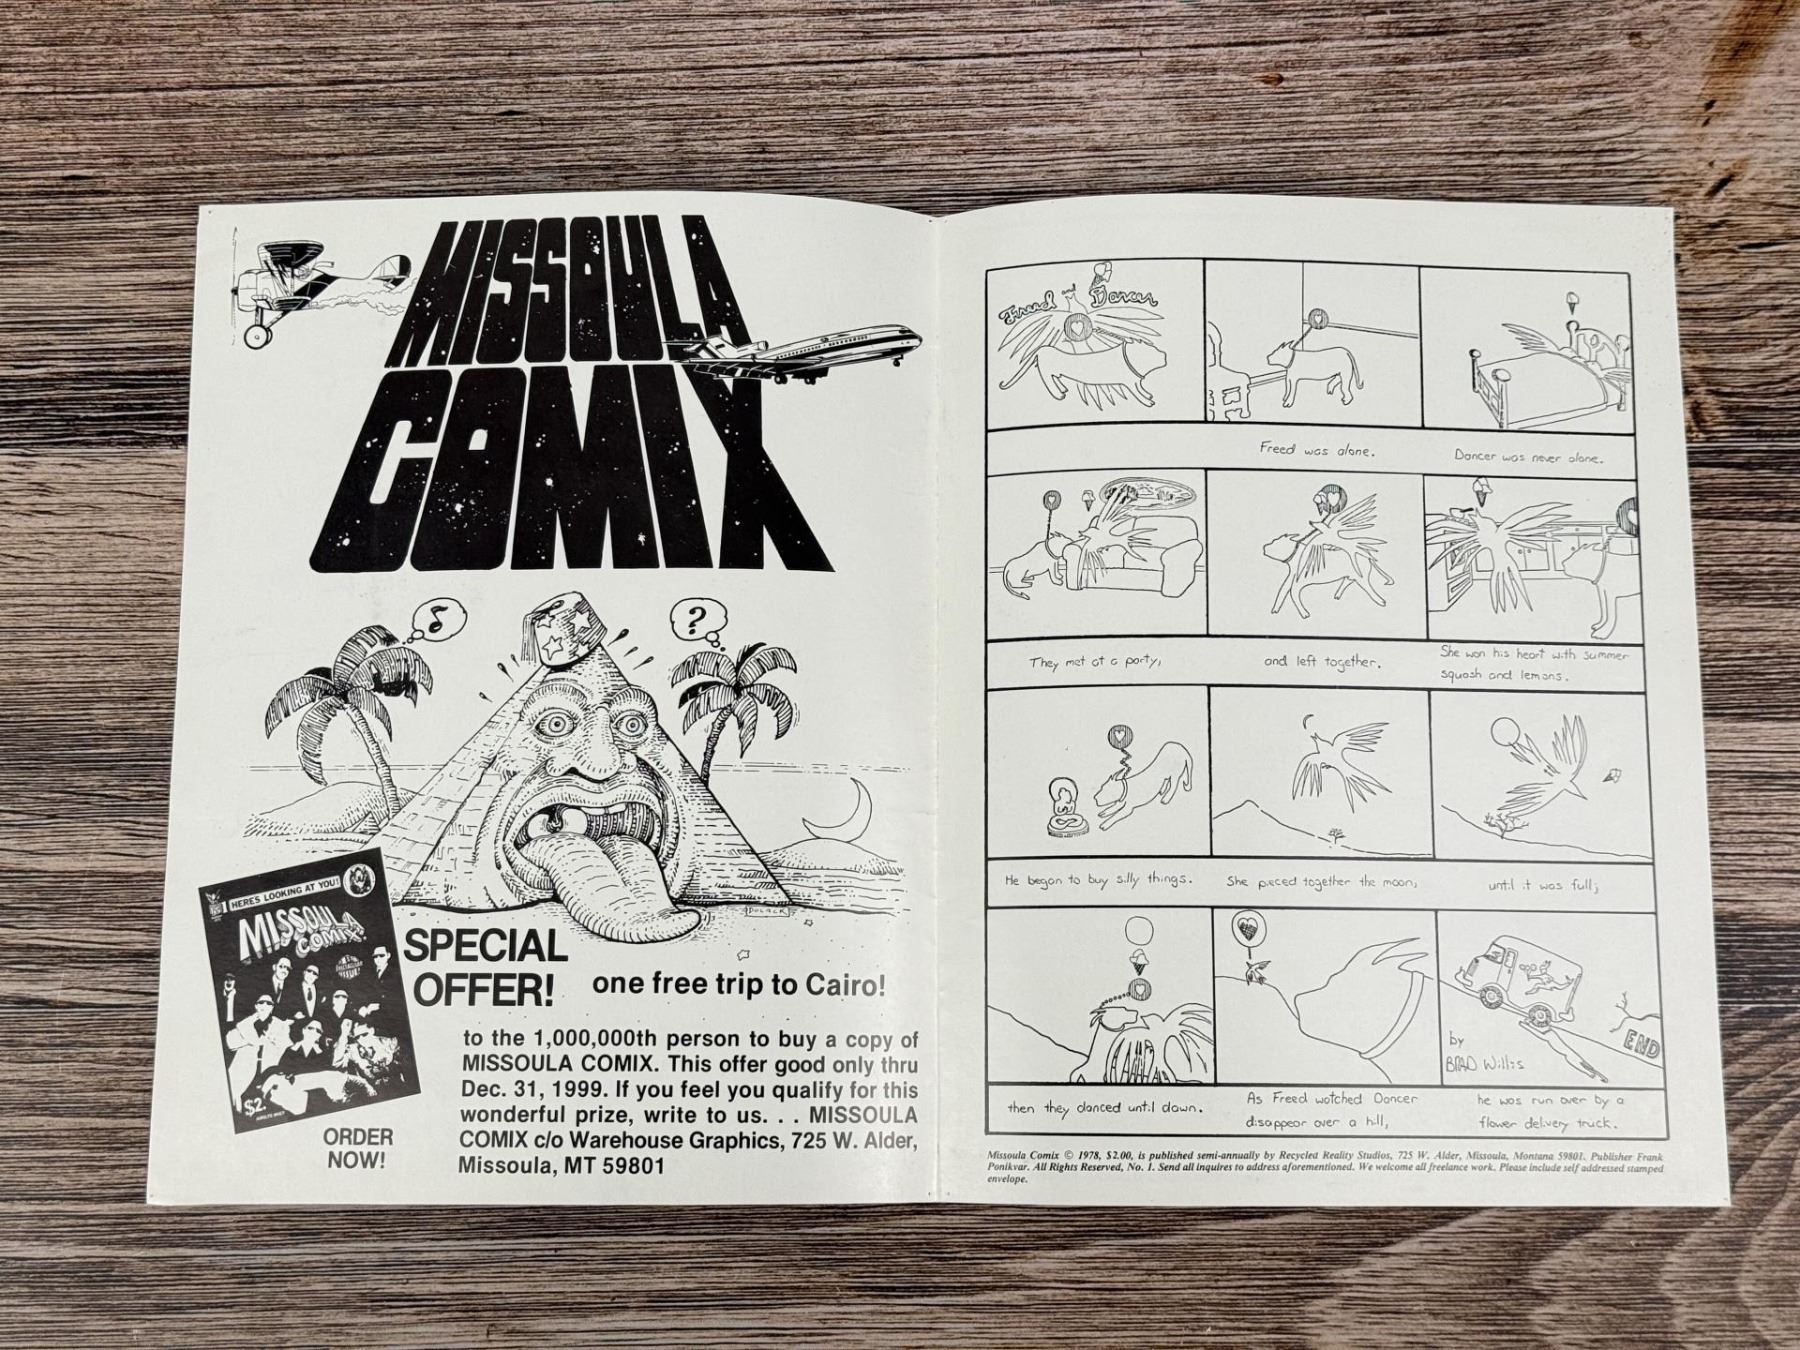 MISSOULA
COMIX
?
HERES LOOKING AT YOU!
MISSOULA
COMIX!
$2.
ADULTS ONLY
ORDER
NOW!
SPECIAL
OFFER!
one free trip to Cairo!
to the 1,000,000th person to buy a copy of
MISSOULA COMIX. This offer good only thru
Dec. 31, 1999. If you feel you qualify for this
wonderful prize, write to us. . . MISSOULA
COMIX c/o Warehouse Graphics, 725 W. Alder,
Missoula, MT 59801
Freed and Dancer
Freed was alone.
Dancer was never alone.
They met at a party,
and left together.
She won his heart with summer
squash and lemons.
He began to buy silly things.
She pieced together the moon,
until it was full;
then they danced until dawn.
by
BRAD Willis
END
As Freed watched Dancer
disappear over a hill,
he was run over by a
flower delivery truck.
Missoula Comix © 1978, $2.00, is published semi-annually by Recycled Reality Studios, 725 W. Alder, Missoula, Montana 59801. Publisher Frank
Ponikvar. All Rights Reserved, No. 1. Send all inquires to address aforementioned. We welcome all freelance work. Please include self addressed stamped
envelope.